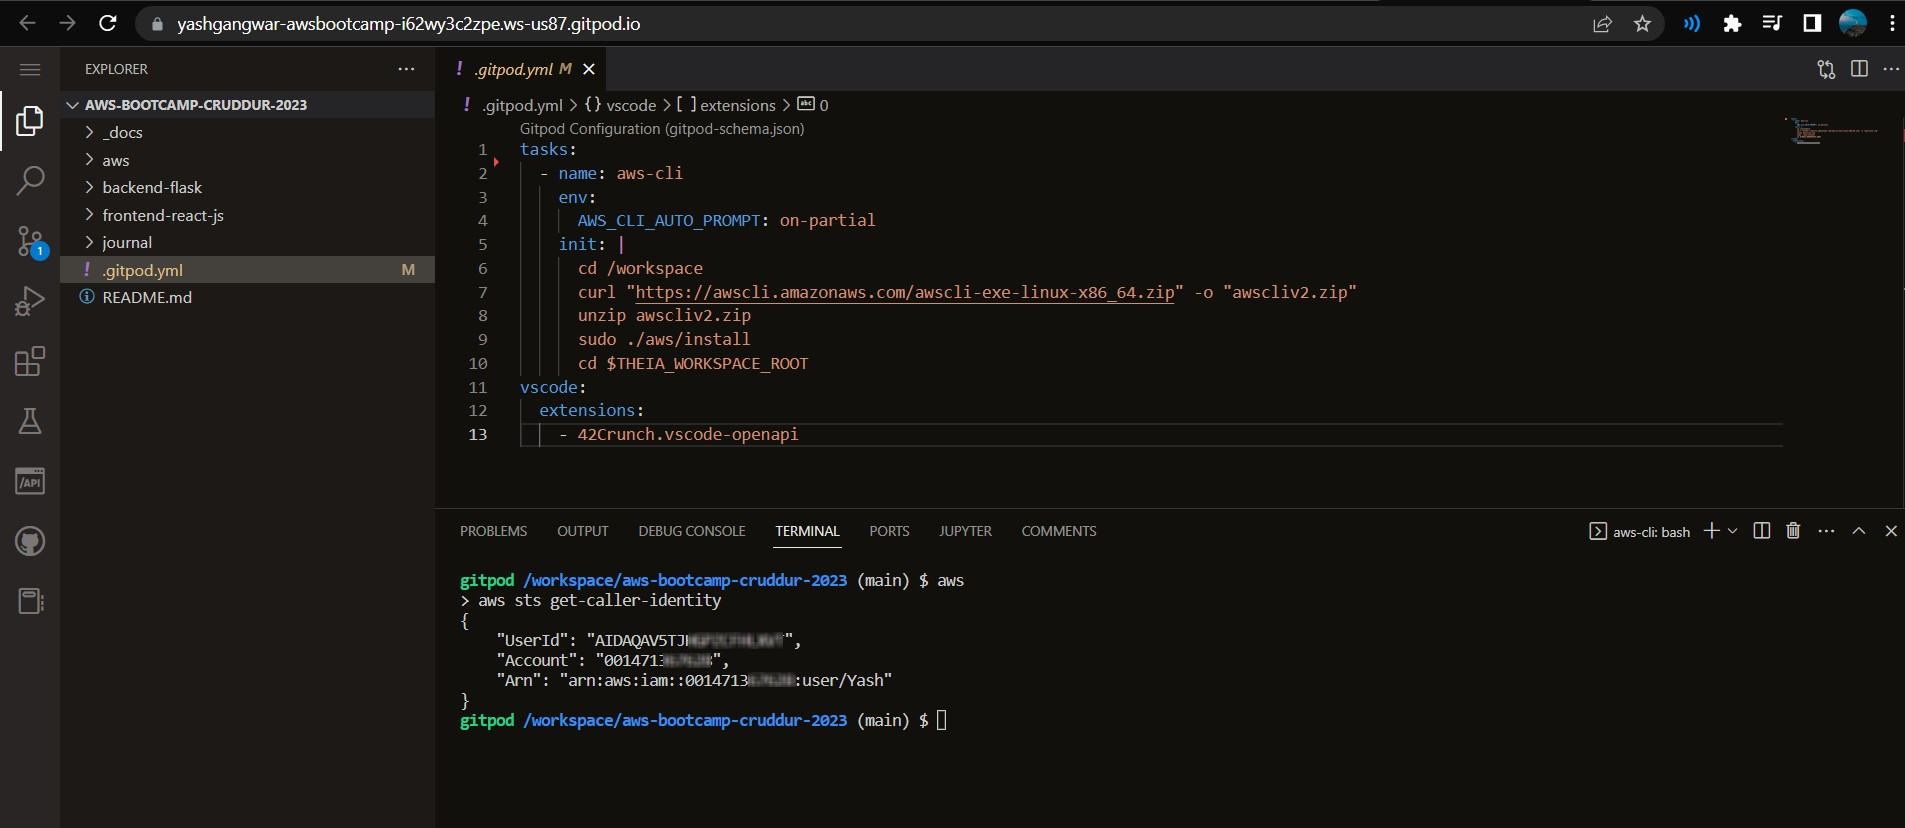 yashgangwar-awsbootcamp-i62wy3c2zpe.ws-us87.gitpod.io
EXPLORER
AWS-BOOTCAMP-CRUDDUR-2023
_docs
aws
backend-flask
frontend-react-js
journal
! .gitpod.yml M
README.md
1
/API
! .gitpod.yml M
! .gitpod.yml > {} vscode > [ ] extensions > abc 0
Gitpod Configuration (gitpod-schema.json)
1 tasks:
2 - name: aws-cli
3 env:
4 AWS_CLI_AUTO_PROMPT: on-partial
5 init: |
6 cd /workspace
7 curl "https://awscli.amazonaws.com/awscli-exe-linux-x86_64.zip" -o "awscliv2.zip"
8 unzip awscliv2.zip
9 sudo ./aws/install
10 cd $THEIA_WORKSPACE_ROOT
11 vscode:
12 extensions:
13 - 42Crunch.vscode-openapi
PROBLEMS OUTPUT DEBUG CONSOLE TERMINAL PORTS JUPYTER COMMENTS
aws-cli: bash
gitpod /workspace/aws-bootcamp-cruddur-2023 (main) $ aws
> aws sts get-caller-identity
{
"UserId": "AIDAQAV5TJ",
"Account": "0014713",
"Arn": "arn:aws:iam::0014713:user/Yash"
}
gitpod /workspace/aws-bootcamp-cruddur-2023 (main) $